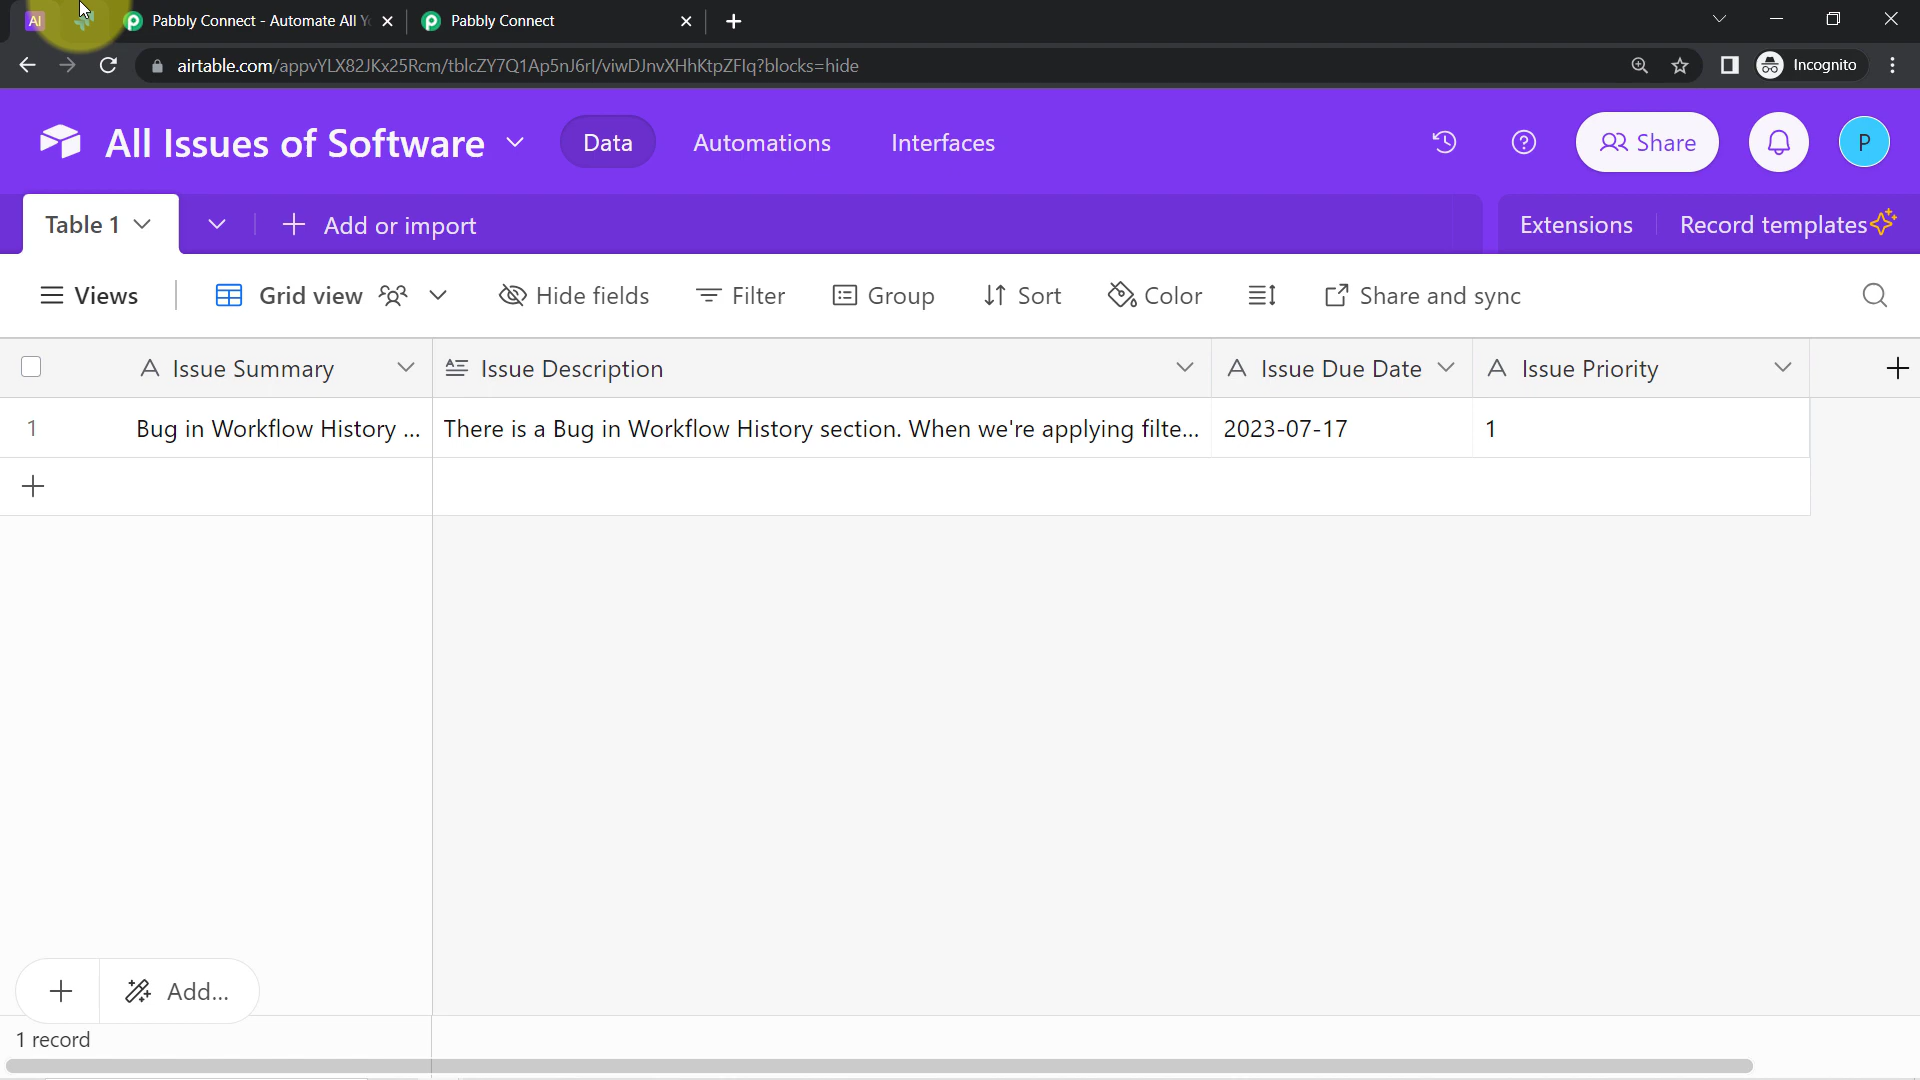 AI
Pabbly Connect - Automate All Y
Pabbly Connect
airtable.com/appvYLX82JKx25Rcm/tblcZY7Q1Ap5nJ6rI/viwDJnvXHhKtpZFIq?blocks=hide
Incognito
All Issues of Software
Data
Automations
Interfaces
Share
P
Table 1
Add or import
Extensions
Record templates
Views
Grid view
Hide fields
Filter
Group
Sort
Color
Share and sync
Issue Summary
Issue Description
Issue Due Date
Issue Priority
1
Bug in Workflow History ...
There is a Bug in Workflow History section. When we're applying filte...
2023-07-17
1
Add...
1 record